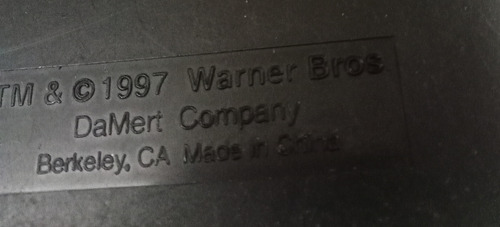 TM & © 1997 Warner Bros
DaMert Company
Berkeley, CA Made in China